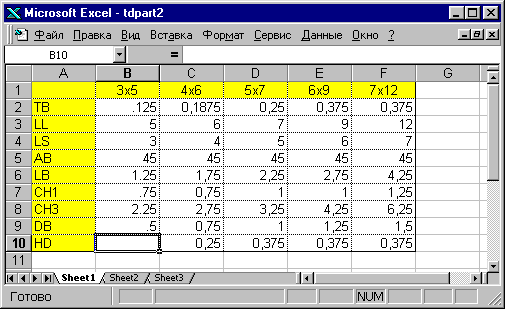 Microsoft Excel - tdpart2
Файл Правка Вид Вставка Формат Сервис Данные Окно ?
B10 =
A B C D E F G
1 3x5 4x6 5x7 6x9 7x12
2 TB .125 0,1875 0,25 0,375 0,375
3 LL 5 6 7 9 12
4 LS 3 4 5 6 7
5 AB 45 45 45 45 45
6 LB 1.25 1,75 2,25 2,75 4,25
7 CH1 .75 0,75 1 1 1,25
8 CH3 2.25 2,75 3,25 4,25 6,25
9 DB .5 0,75 1 1,25 1,5
10 HD 0,25 0,375 0,375 0,375
11
Sheet1 Sheet2 Sheet3
Готово NUM